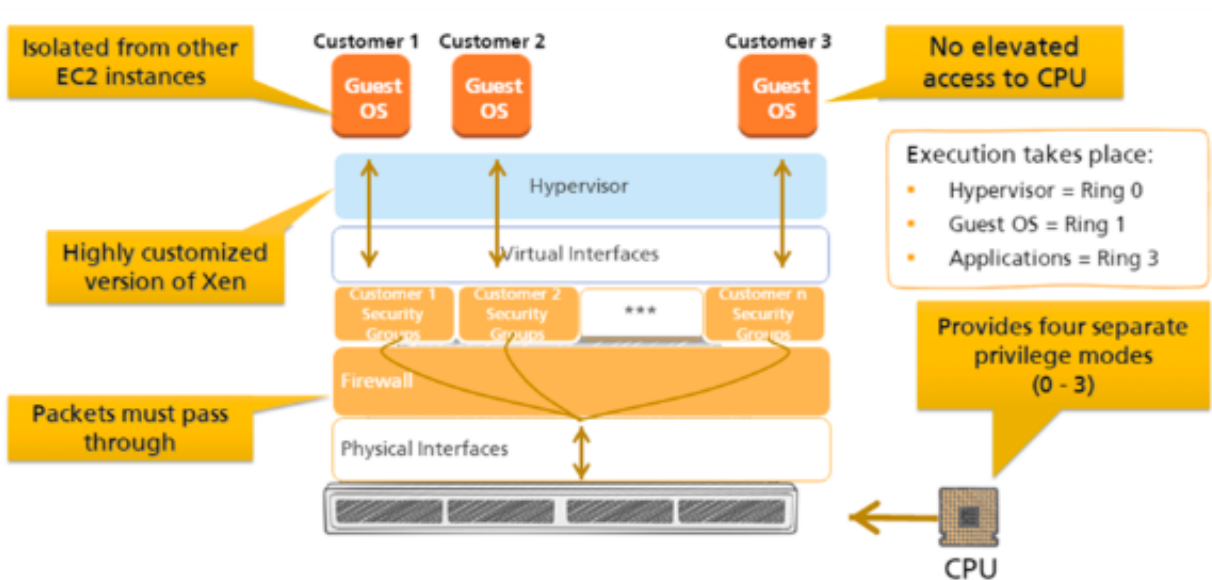 Isolated from other
EC2 instances
Customer 1
Customer 2
Customer 3
Guest
OS
Guest
OS
Guest
OS
No elevated
access to CPU
Execution takes place:
▪ Hypervisor = Ring 0
▪ Guest OS = Ring 1
▪ Applications = Ring 3
Hypervisor
Highly customized
version of Xen
Virtual Interfaces
Customer 1
Security
Groups
Customer 2
Security
Groups
***
Customer n
Security
Groups
Provides four separate
privilege modes
(0 - 3)
Firewall
Packets must pass
through
Physical Interfaces
CPU